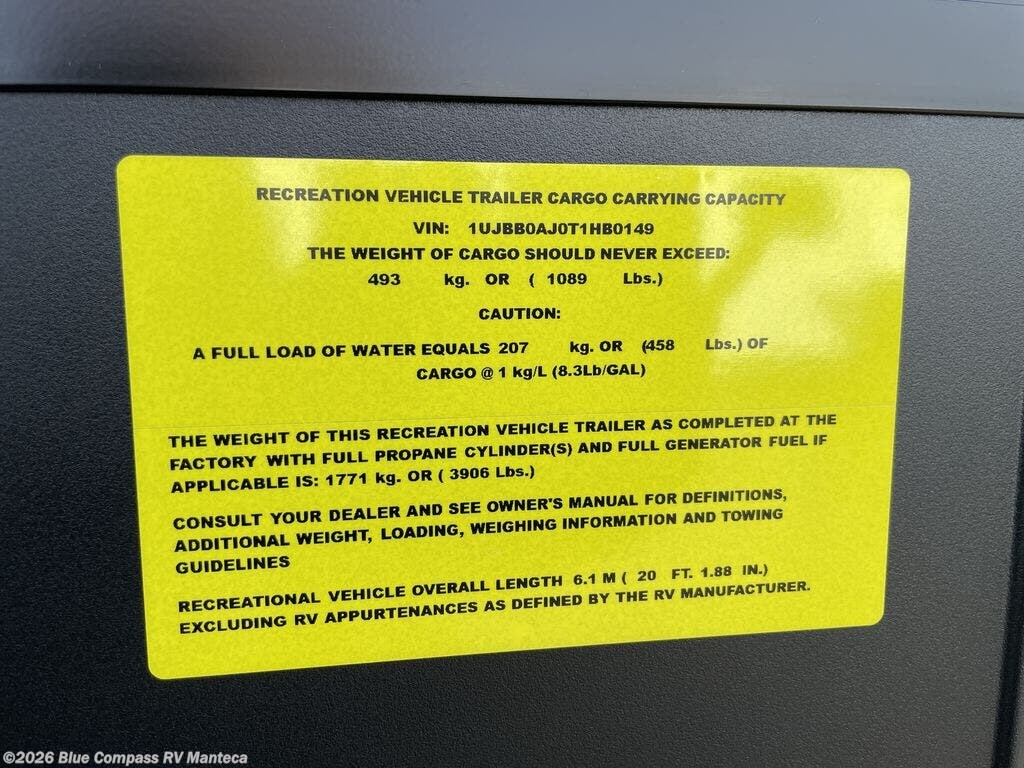 RECREATION VEHICLE TRAILER CARGO CARRYING CAPACITY
VIN: 1UJBB0AJ0T1HB0149
THE WEIGHT OF CARGO SHOULD NEVER EXCEED:
493 kg. OR ( 1089 Lbs.)
CAUTION:
A FULL LOAD OF WATER EQUALS 207 kg. OR (458 Lbs.) OF
CARGO @ 1 kg/L (8.3Lb/GAL)
THE WEIGHT OF THIS RECREATION VEHICLE TRAILER AS COMPLETED AT THE
FACTORY WITH FULL PROPANE CYLINDER(S) AND FULL GENERATOR FUEL IF
APPLICABLE IS: 1771 kg. OR ( 3906 Lbs.)
CONSULT YOUR DEALER AND SEE OWNER'S MANUAL FOR DEFINITIONS,
ADDITIONAL WEIGHT, LOADING, WEIGHING INFORMATION AND TOWING
GUIDELINES
RECREATIONAL VEHICLE OVERALL LENGTH 6.1 M ( 20 FT. 1.88 IN.)
EXCLUDING RV APPURTENANCES AS DEFINED BY THE RV MANUFACTURER.
©2026 Blue Compass RV Manteca